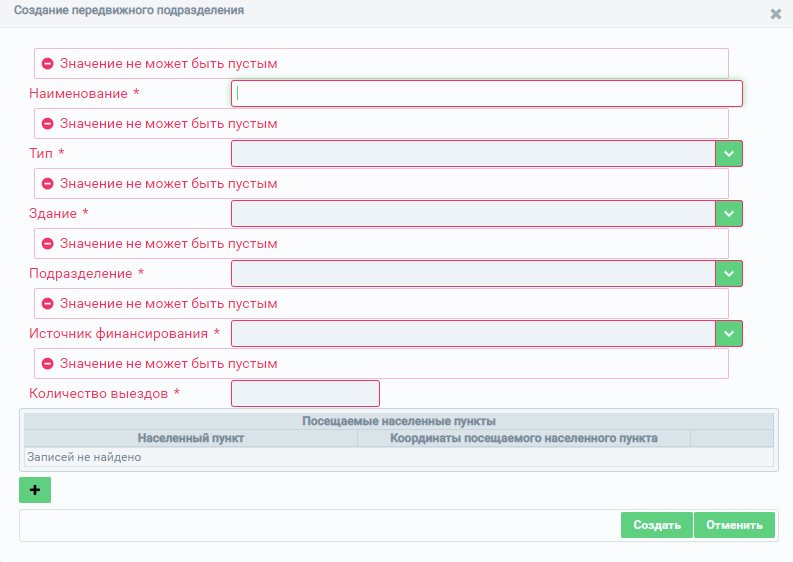 Создание передвижного подразделения
Значение не может быть пустым
Наименование *
Значение не может быть пустым
Тип *
Значение не может быть пустым
Здание *
Значение не может быть пустым
Подразделение *
Значение не может быть пустым
Источник финансирования *
Значение не может быть пустым
Количество выездов *
Посещаемые населенные пункты
Населенный пункт Координаты посещаемого населенного пункта
Записей не найдено
Создать Отменить